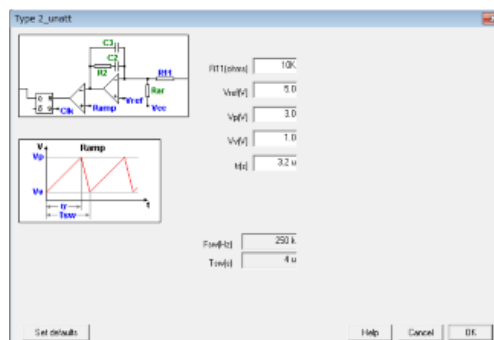 Type 2_unatt
C3
C2
R2
R11
Vref
Rar
Ramp
Vcc
Clk
R11(ohms) 10K
Vref(V) 5.0
Vp(V) 3.0
Vv(V) 1.0
tr(s) 3.2 u
V
Ramp
Vp
Vv
tr
Tsw
t
Fsw(Hz) 250 k
Tsw(s) 4 u
Set defaults
Help
Cancel
OK